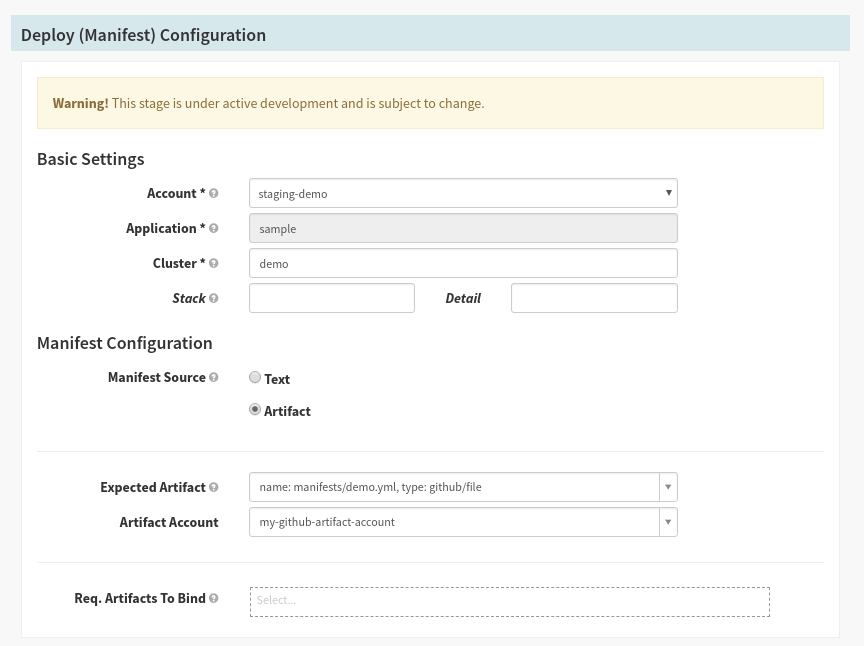 Deploy (Manifest) Configuration
Warning! This stage is under active development and is subject to change.
Basic Settings
Account * staging-demo
Application * sample
Cluster * demo
Stack Detail
Manifest Configuration
Manifest Source Text
Artifact
Expected Artifact name: manifests/demo.yml, type: github/file
Artifact Account my-github-artifact-account
Req. Artifacts To Bind Select...